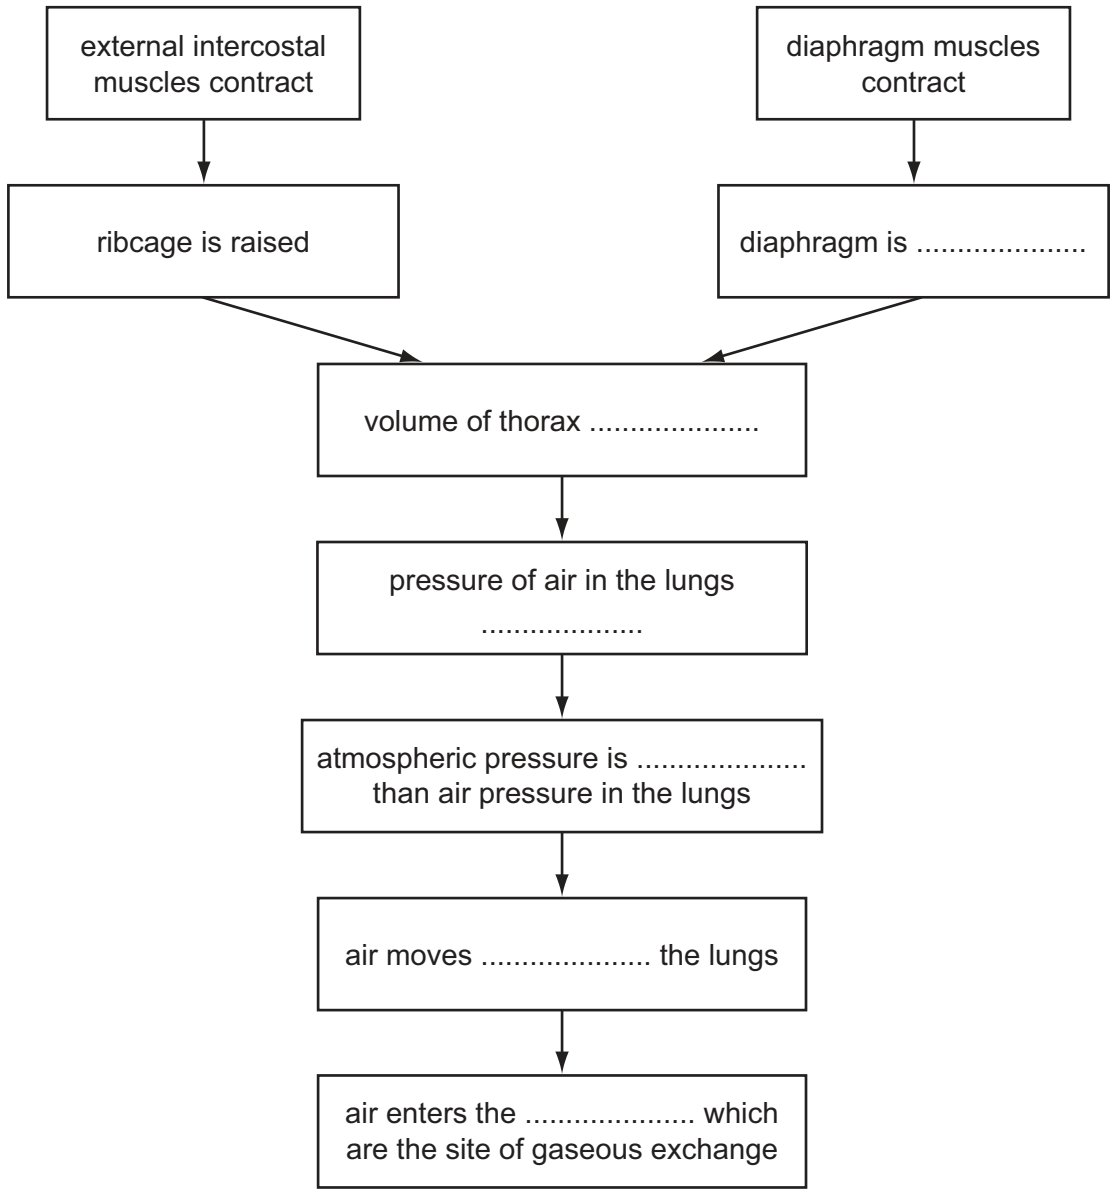 external intercostal
muscles contract
diaphragm muscles
contract
ribcage is raised
diaphragm is .....................
volume of thorax .....................
pressure of air in the lungs
....................
atmospheric pressure is .....................
than air pressure in the lungs
air moves ..................... the lungs
air enters the ..................... which
are the site of gaseous exchange